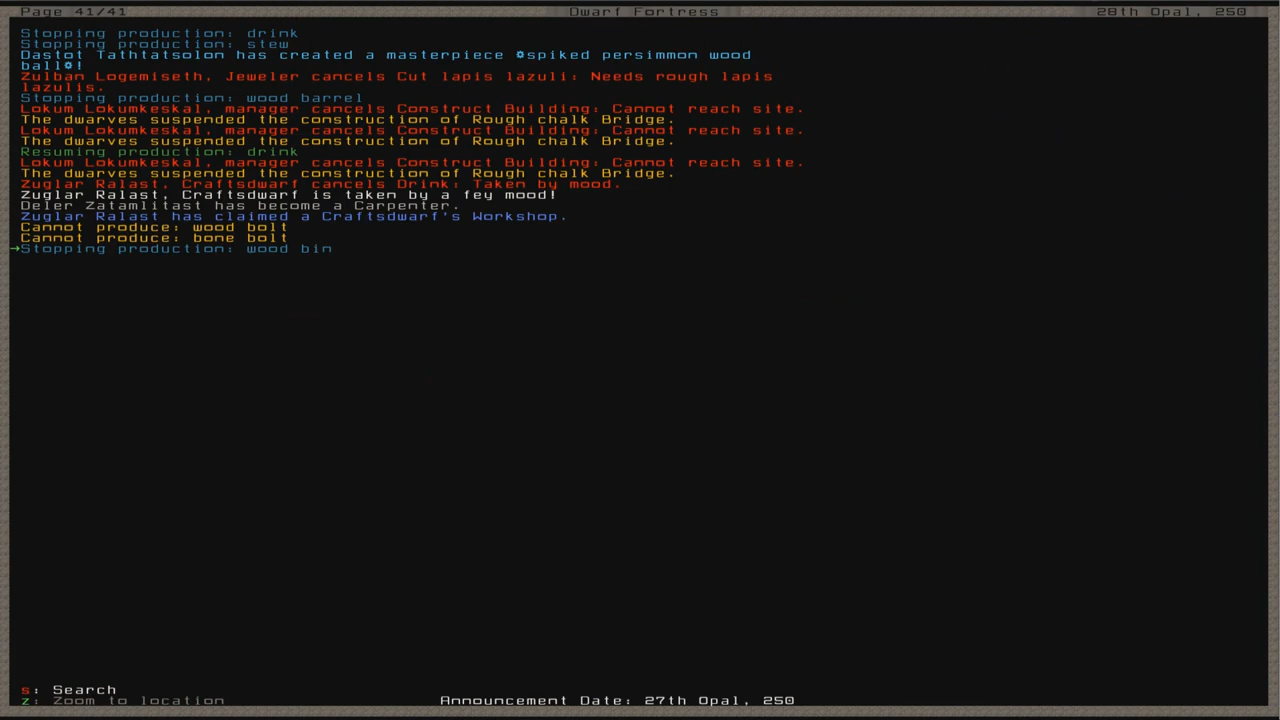 Page 41/41 Dwarf Fortress 28th Opal, 250
Stopping production: drink
Stopping production: stew
Dastot Tathtatsolon has created a masterpiece ☼spiked persimmon wood
ball☼!
Zulban Logemiseth, Jeweler cancels Cut lapis lazuli: Needs rough lapis
lazulis.
Stopping production: wood barrel
Lokum Lokumkeskal, manager cancels Construct Building: Cannot reach site.
The dwarves suspended the construction of Rough chalk Bridge.
Lokum Lokumkeskal, manager cancels Construct Building: Cannot reach site.
The dwarves suspended the construction of Rough chalk Bridge.
Resuming production: drink
Lokum Lokumkeskal, manager cancels Construct Building: Cannot reach site.
The dwarves suspended the construction of Rough chalk Bridge.
Zuglar Ralast, Craftsdwarf cancels Drink: Taken by mood.
Zuglar Ralast, Craftsdwarf is taken by a fey mood!
Deler Zatamlitast has become a Carpenter.
Zuglar Ralast has claimed a Craftsdwarf's Workshop.
Cannot produce: wood bolt
Cannot produce: bone bolt
→Stopping production: wood bin
s: Search
z: Zoom to location Announcement Date: 27th Opal, 250